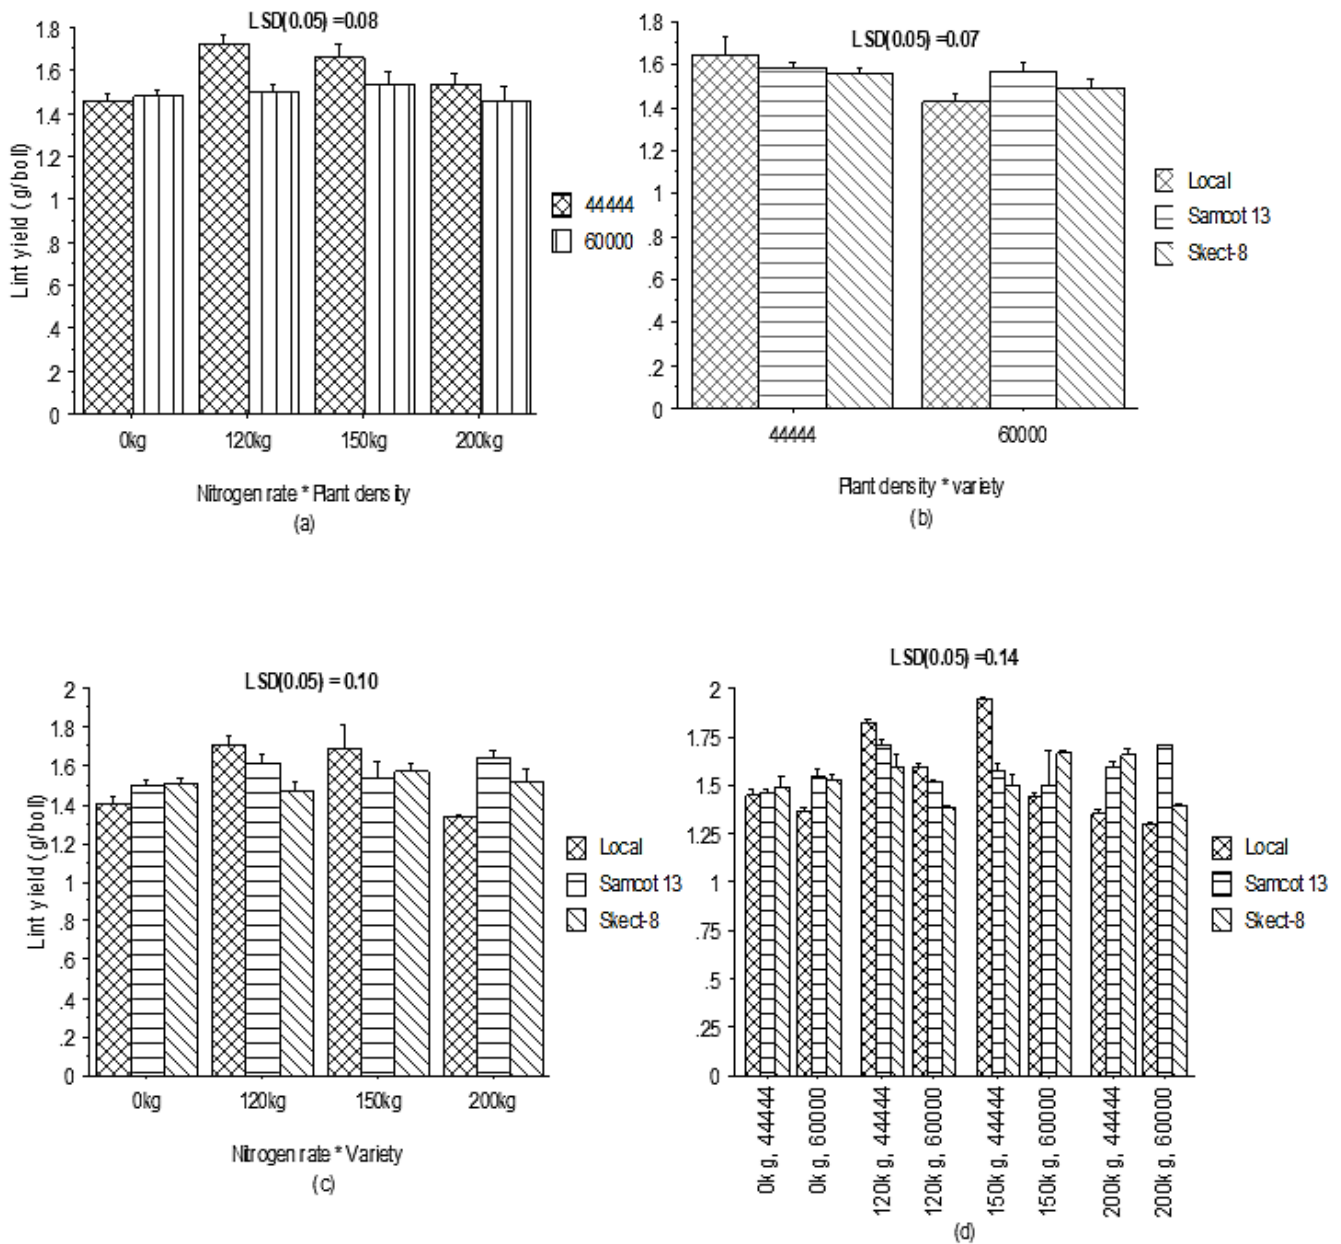 LSD(0.05) =0.08
Lint yield ( g/boll)
1.8
1.6
1.4
1.2
1
.8
.6
.4
.2
0
0kg 120kg 150kg 200kg
Nitrogen rate * Plant density
(a)
44444
60000
LSD(0.05) =0.07
1.8
1.6
1.4
1.2
1
.8
.6
.4
.2
0
44444 60000
Plant density * variety
(b)
Local
Samcot 13
Skect-8
LSD(0.05) = 0.10
Lint yield ( g/boll)
2
1.8
1.6
1.4
1.2
1
.8
.6
.4
.2
0
0kg 120kg 150kg 200kg
Nitrogen rate * Variety
(c)
Local
Samcot 13
Skect-8
LSD(0.05) =0.14
2
1.75
1.5
1.25
1
.75
.5
.25
0
0kg, 44444
0kg, 60000
120kg, 44444
120kg, 60000
150kg, 44444
150kg, 60000
200kg, 44444
200kg, 60000
(d)
Local
Samcot 13
Skect-8